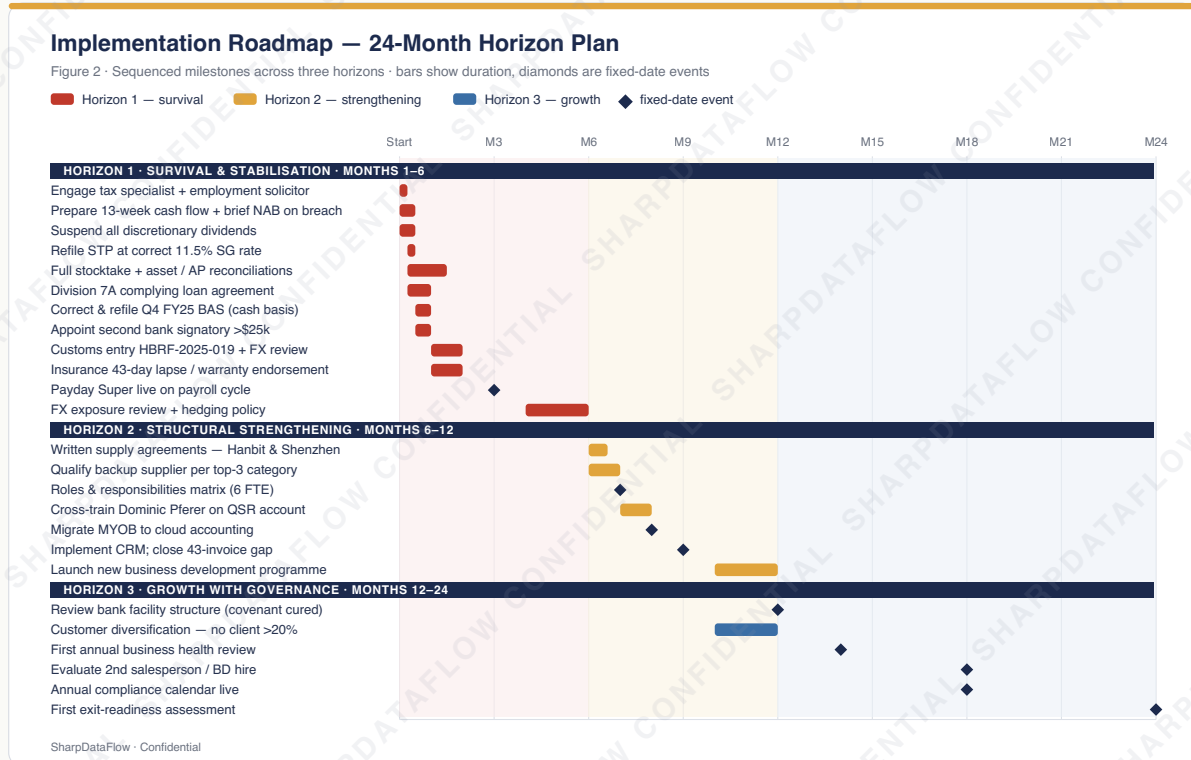 Implementation Roadmap — 24-Month Horizon Plan
Figure 2 · Sequenced milestones across three horizons · bars show duration, diamonds are fixed-date events
Horizon 1 — survival Horizon 2 — strengthening Horizon 3 — growth fixed-date event
Start M3 M6 M9 M12 M15 M18 M21 M24
HORIZON 1 · SURVIVAL & STABILISATION · MONTHS 1–6
Engage tax specialist + employment solicitor
Prepare 13-week cash flow + brief NAB on breach
Suspend all discretionary dividends
Refile STP at correct 11.5% SG rate
Full stocktake + asset / AP reconciliations
Division 7A complying loan agreement
Correct & refile Q4 FY25 BAS (cash basis)
Appoint second bank signatory >$25k
Customs entry HBRF-2025-019 + FX review
Insurance 43-day lapse / warranty endorsement
Payday Super live on payroll cycle
FX exposure review + hedging policy
HORIZON 2 · STRUCTURAL STRENGTHENING · MONTHS 6–12
Written supply agreements — Hanbit & Shenzhen
Qualify backup supplier per top-3 category
Roles & responsibilities matrix (6 FTE)
Cross-train Dominic Pferer on QSR account
Migrate MYOB to cloud accounting
Implement CRM; close 43-invoice gap
Launch new business development programme
HORIZON 3 · GROWTH WITH GOVERNANCE · MONTHS 12–24
Review bank facility structure (covenant cured)
Customer diversification — no client >20%
First annual business health review
Evaluate 2nd salesperson / BD hire
Annual compliance calendar live
First exit-readiness assessment
SharpDataFlow · Confidential
SHARPDATAFLOW CONFIDENTIAL